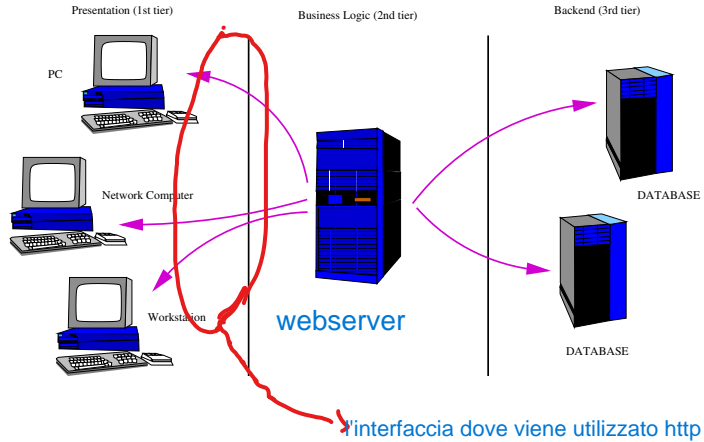 Presentation (1st tier)
Business Logic (2nd tier)
Backend (3rd tier)
PC
Network Computer
DATABASE
Workstation
webserver
DATABASE
l'interfaccia dove viene utilizzato http